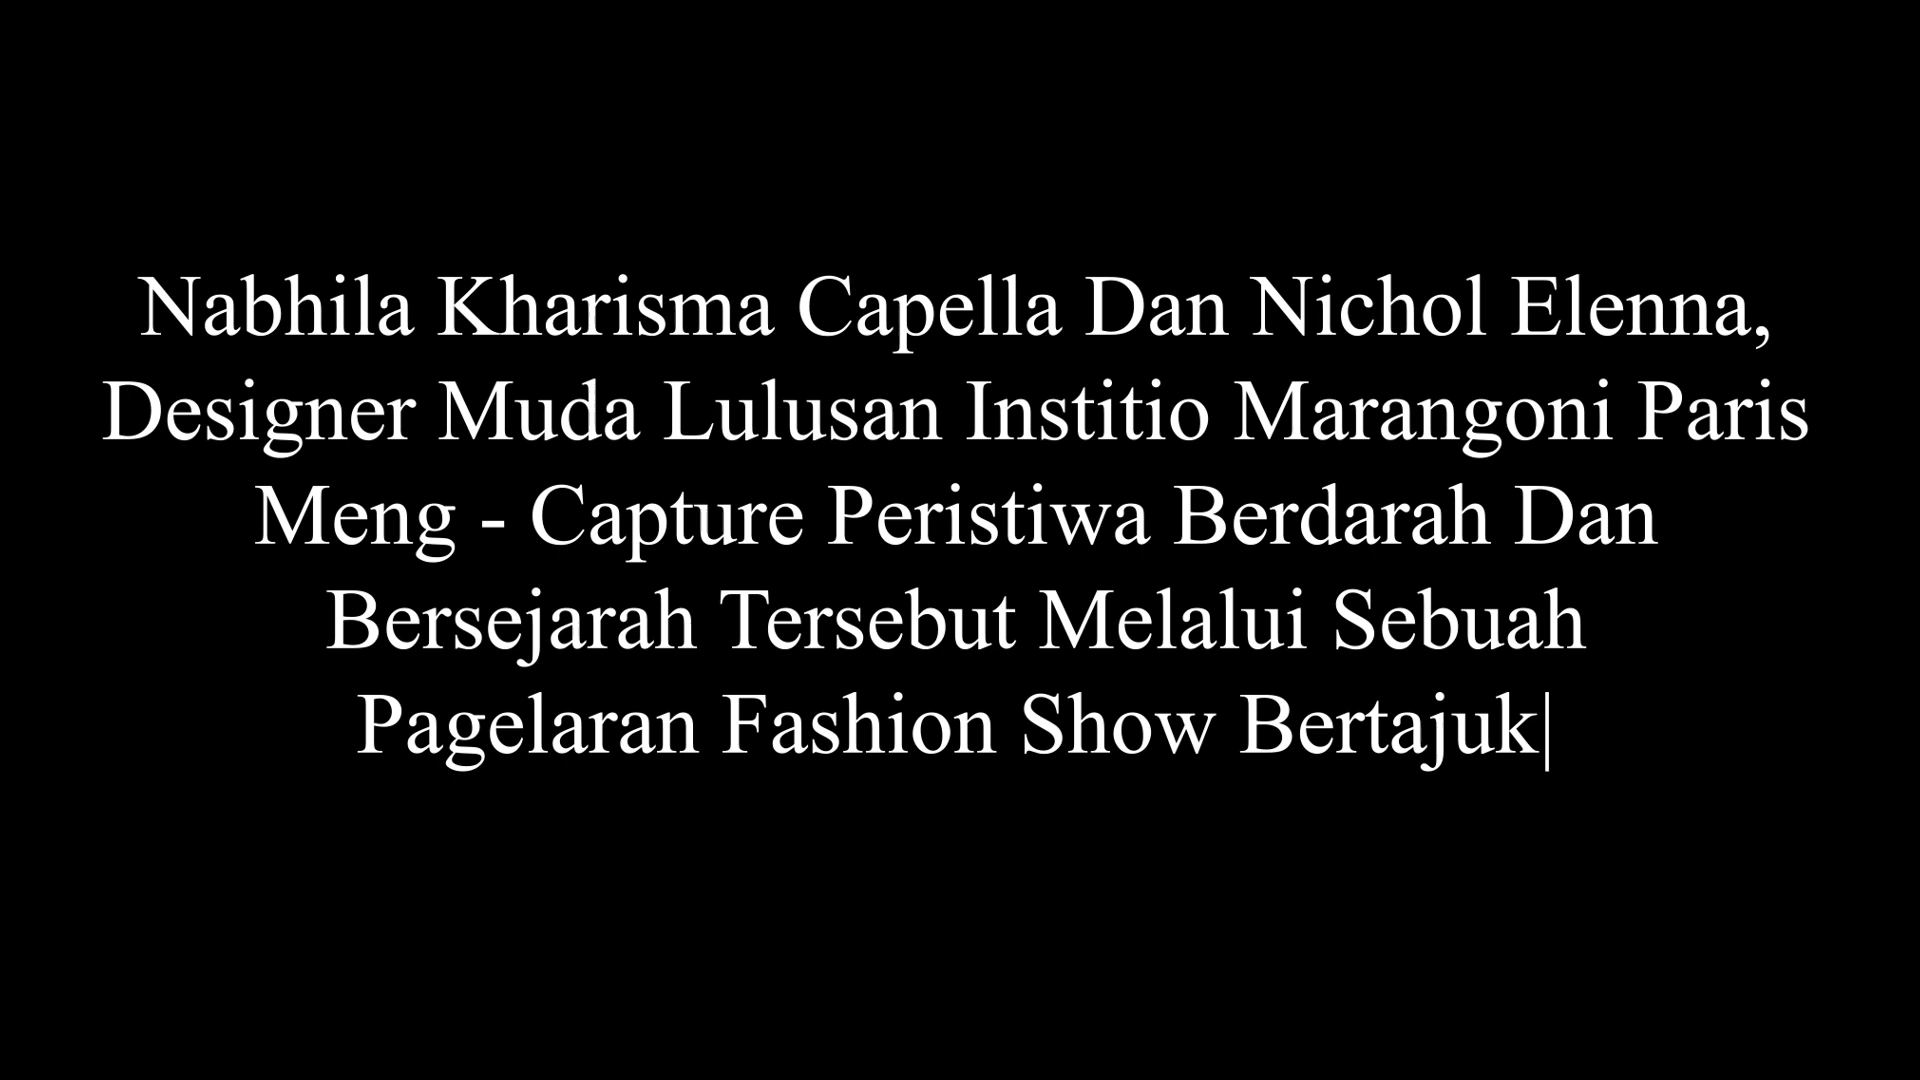 Nabhila Kharisma Capella Dan Nichol Elenna,
Designer Muda Lulusan Institio Marangoni Paris
Meng - Capture Peristiwa Berdarah Dan
Bersejarah Tersebut Melalui Sebuah
Pagelaran Fashion Show Bertajuk|